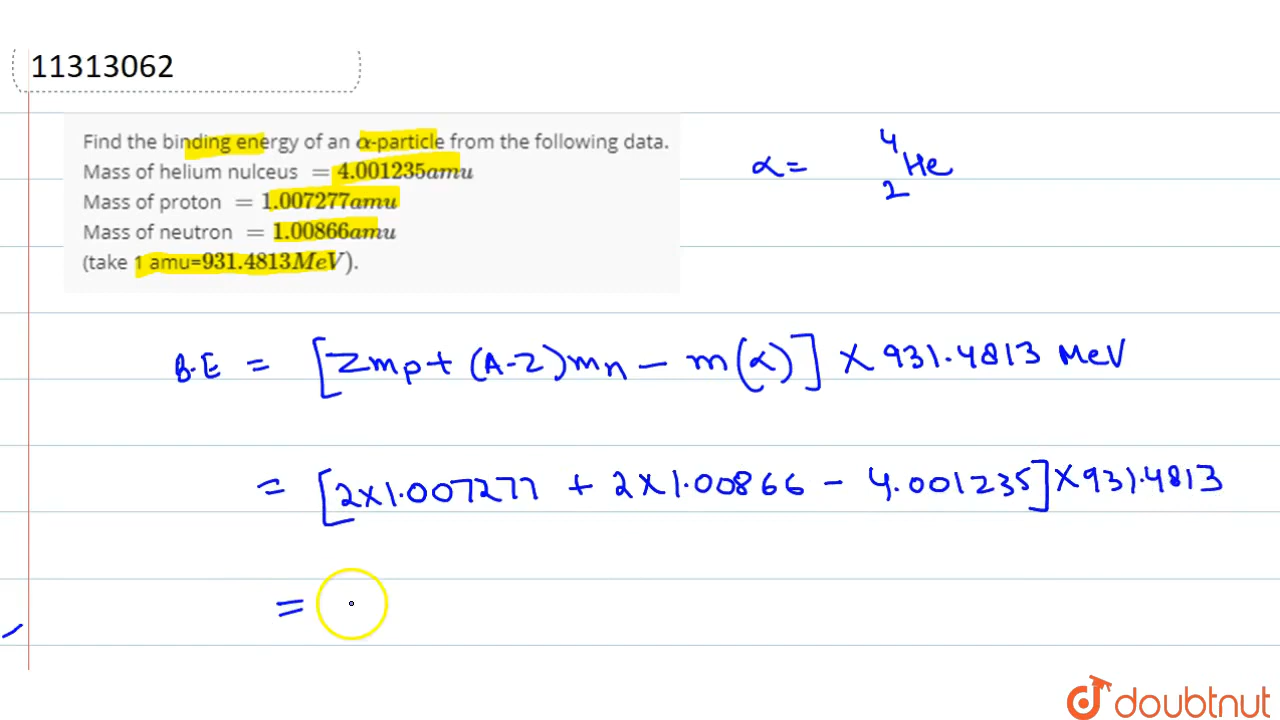 11313062
Find the binding energy of an α-particle from the following data.
Mass of helium nulceus = 4.001235amu
Mass of proton = 1.007277amu
Mass of neutron = 1.00866amu
(take 1 amu=931.4813MeV).
α = ⁴₂He
B.E = [Zmp + (A-Z)mn - m(α)] × 931.4813 MeV
= [2×1.007277 + 2×1.00866 - 4.001235] × 931.4813
=
doubtnut